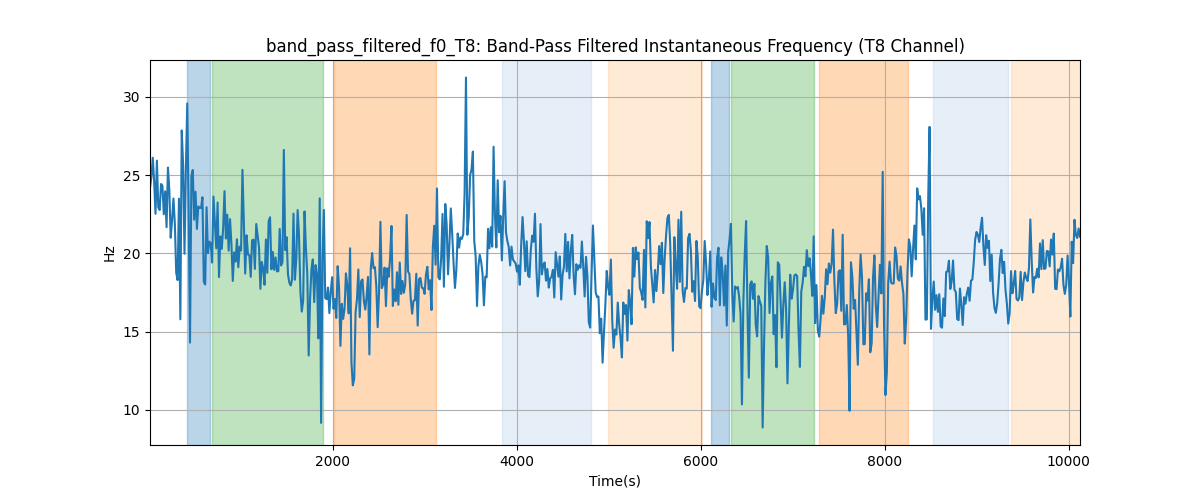 band_pass_filtered_f0_T8: Band-Pass Filtered Instantaneous Frequency (T8 Channel)
30
25
20
15
10
Hz
2000 4000 6000 8000 10000
Time(s)